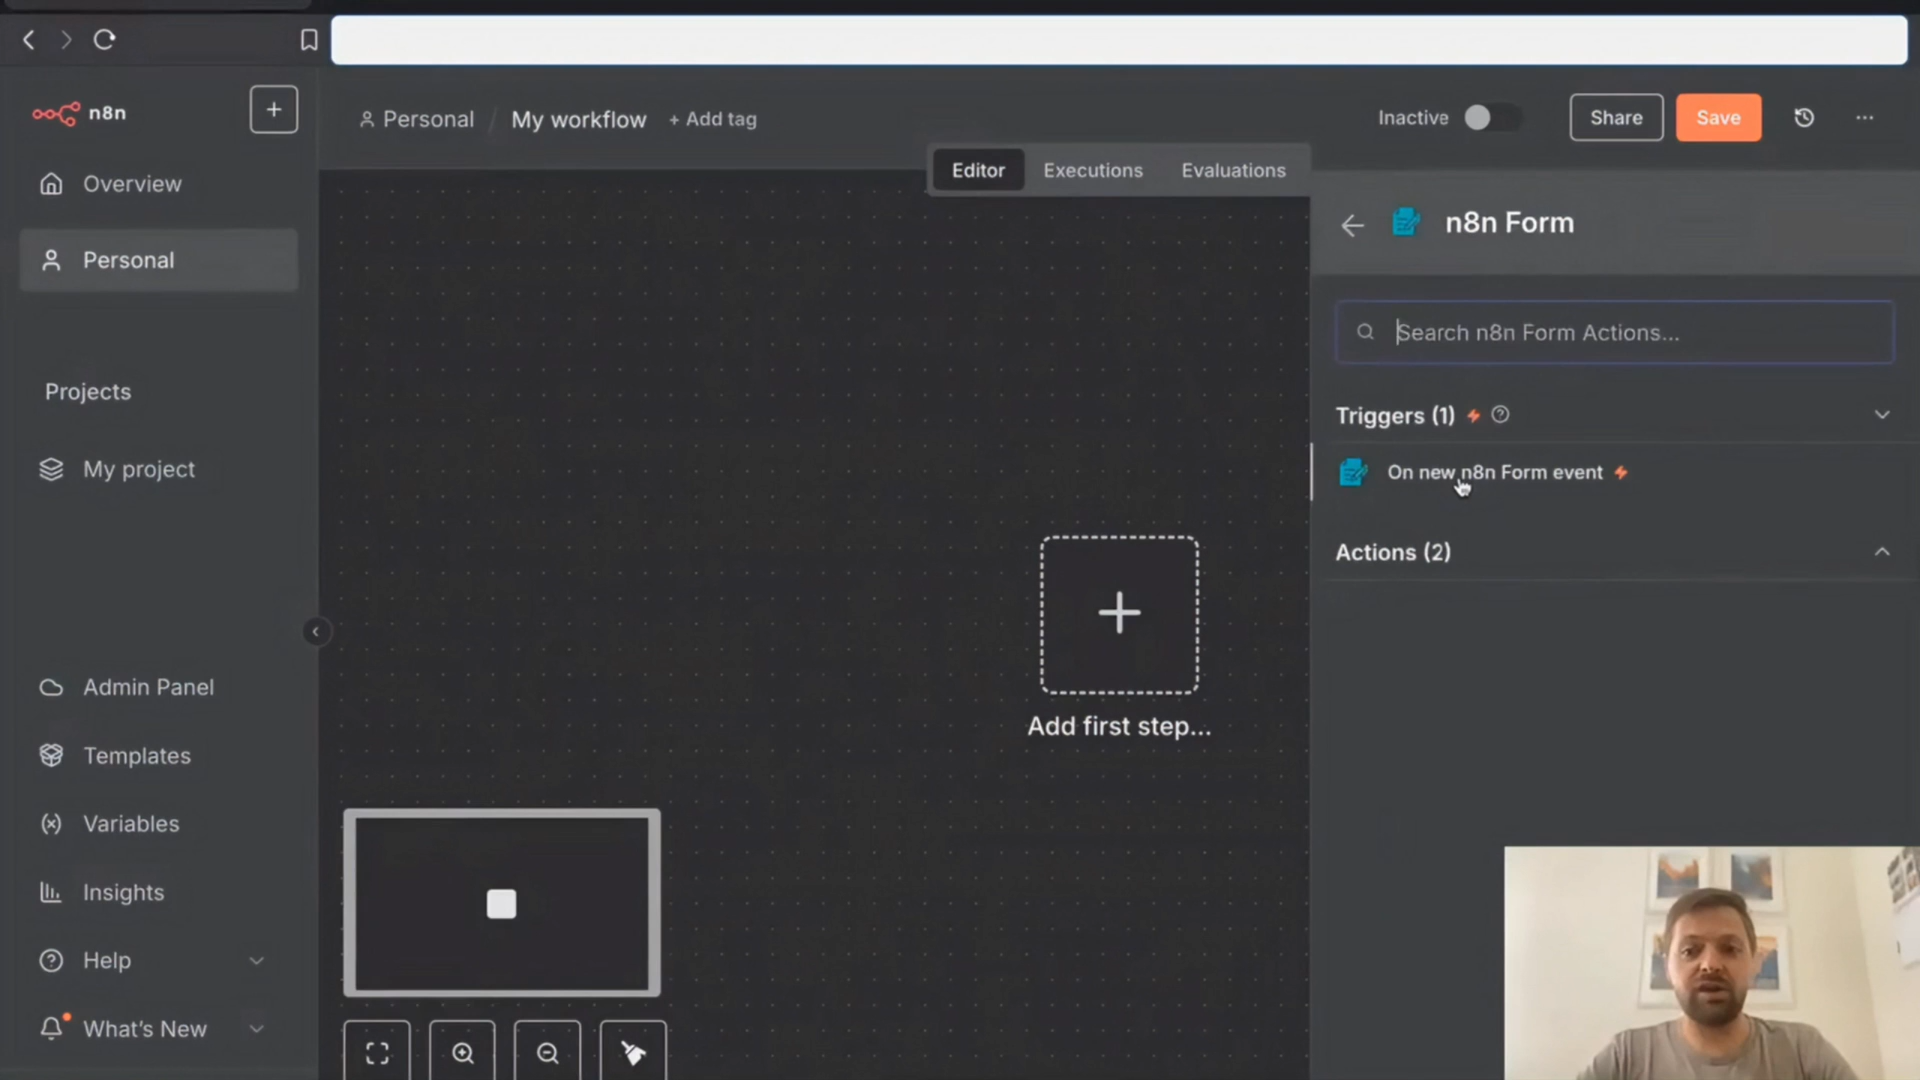 n8n
Personal / My workflow + Add tag
Inactive
Share
Save
Overview
Personal
Projects
My project
Admin Panel
Templates
Variables
Insights
Help
What's New
Editor
Executions
Evaluations
Add first step...
n8n Form
Search n8n Form Actions...
Triggers (1)
On new n8n Form event
Actions (2)